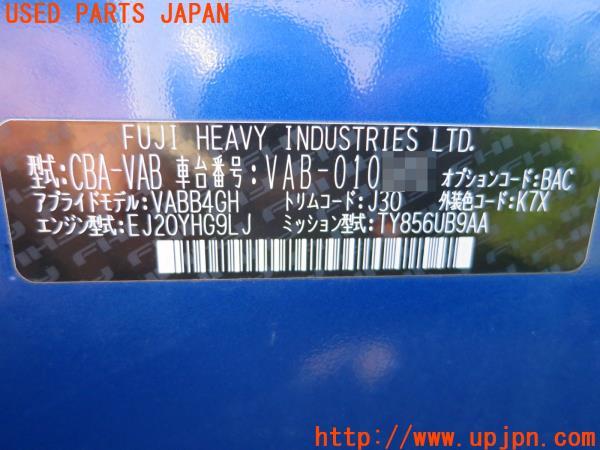 USED PARTS JAPAN
FUJI HEAVY INDUSTRIES LTD.
型式:CBA-VAB 車台番号:VAB-010 オプションコード:BAC
アプライドモデル:VABB4GH トリムコード:J30 外装色コード:K7X
エンジン型式:EJ20YHG9LJ ミッション型式:TY856UB9AA
http://www.upjpn.com/